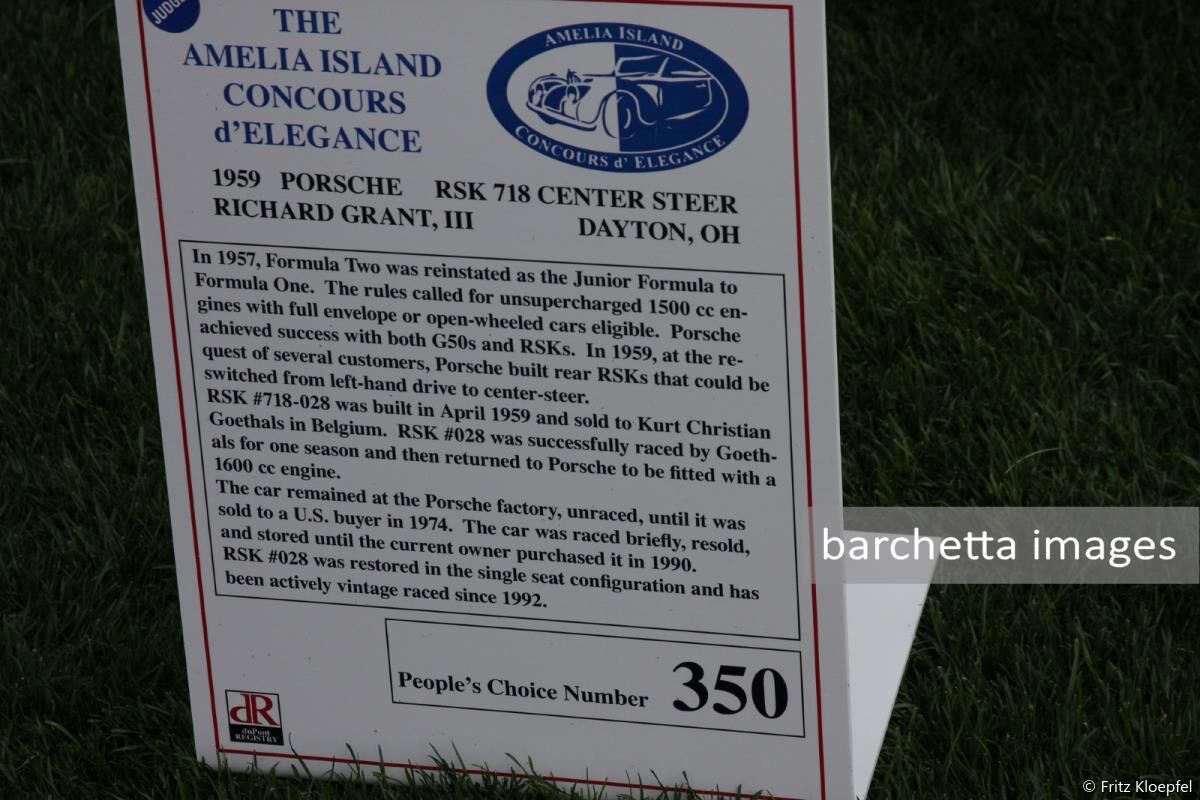 JUDGE
THE
AMELIA ISLAND
CONCOURS
d'ELEGANCE
AMELIA ISLAND
CONCOURS d' ELEGANCE
1959 PORSCHE RSK 718 CENTER STEER
RICHARD GRANT, III DAYTON, OH
In 1957, Formula Two was reinstated as the Junior Formula to
Formula One. The rules called for unsupercharged 1500 cc en-
gines with full envelope or open-wheeled cars eligible. Porsche
achieved success with both G50s and RSKs. In 1959, at the re-
quest of several customers, Porsche built rear RSKs that could be
switched from left-hand drive to center-steer.
RSK #718-028 was built in April 1959 and sold to Kurt Christian
Goethals in Belgium. RSK #028 was successfully raced by Goeth-
als for one season and then returned to Porsche to be fitted with a
1600 cc engine.
The car remained at the Porsche factory, unraced, until it was
sold to a U.S. buyer in 1974. The car was raced briefly, resold,
and stored until the current owner purchased it in 1990.
RSK #028 was restored in the single seat configuration and has
been actively vintage raced since 1992.
People's Choice Number 350
dR
duPont
REGISTRY
barchetta images
© Fritz Kloepfel